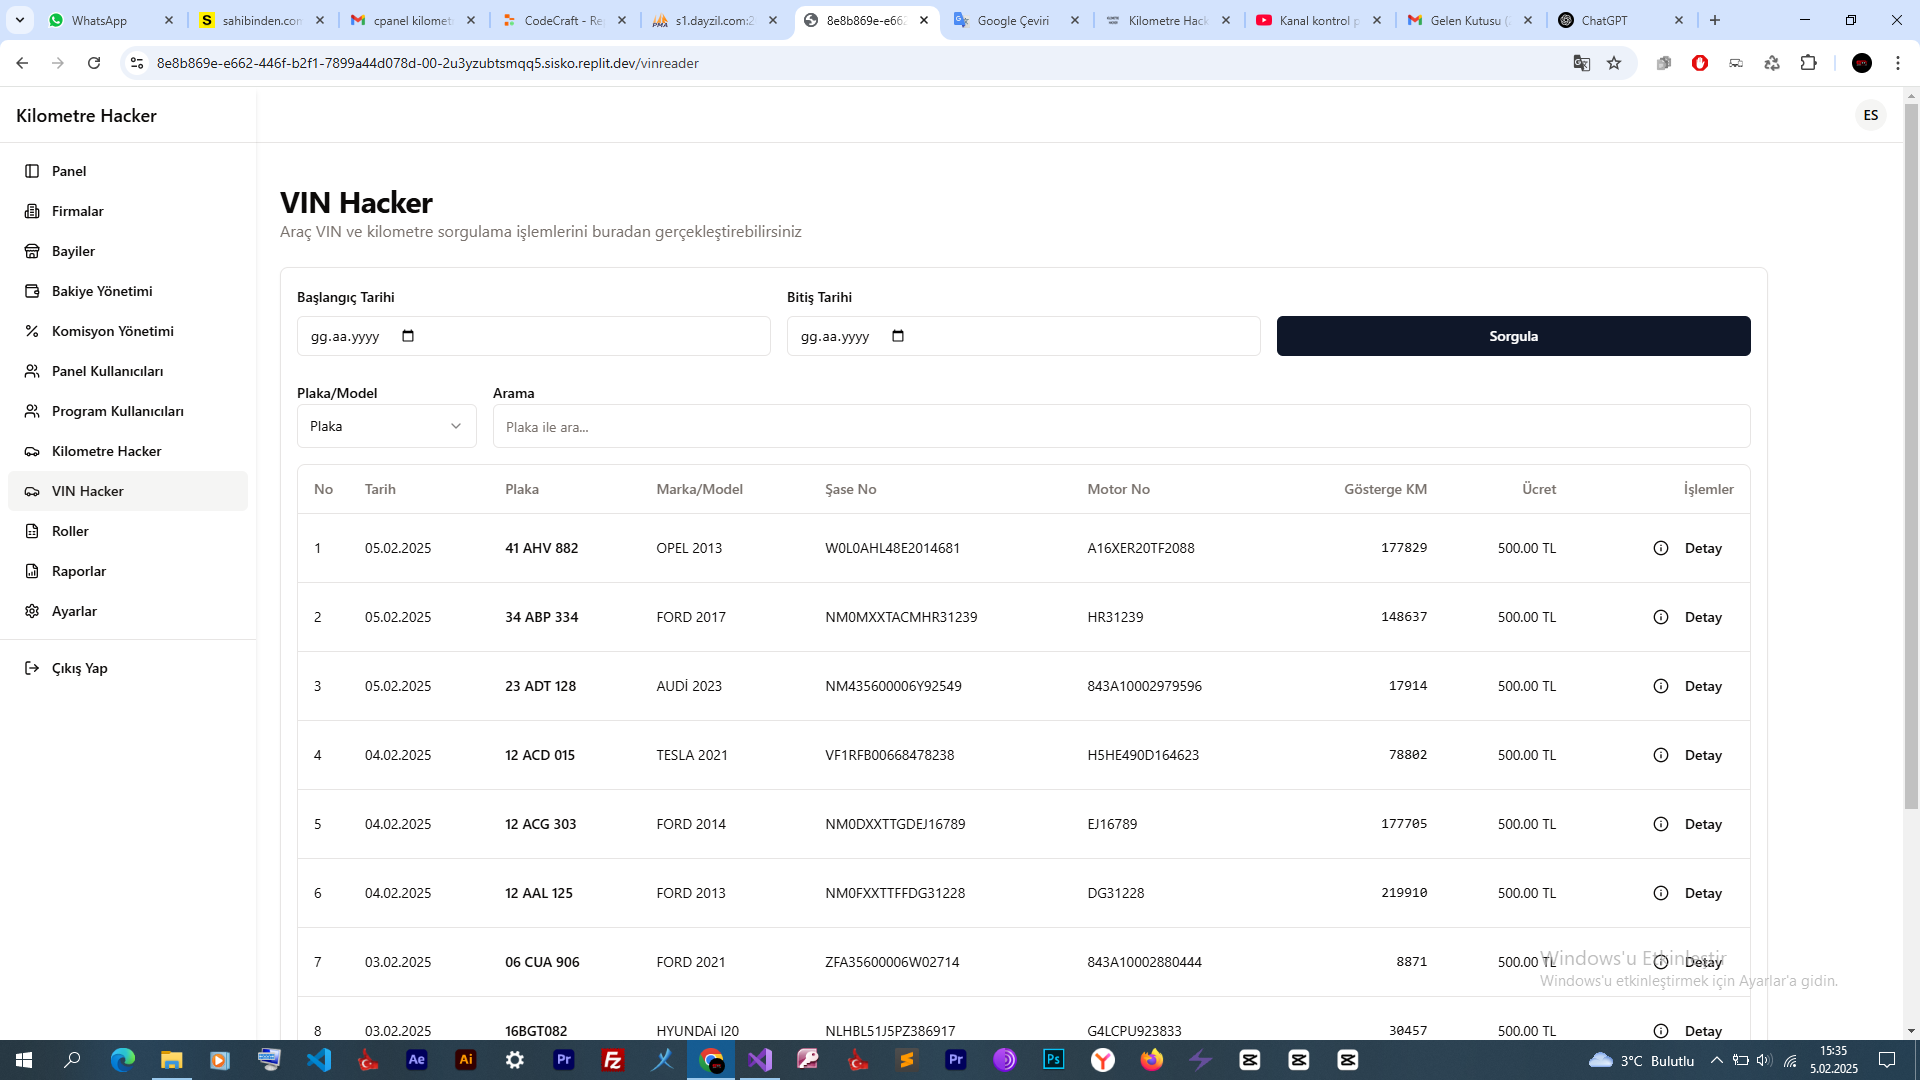 WhatsApp
sahibinden.con
cpanel kilometr
CodeCraft - Re
s1.dayzil.com:2
8e8b869e-e662
Google Çeviri
Kilometre Hack
Kanal kontrol p
Gelen Kutusu (
ChatGPT
8e8b869e-e662-446f-b2f1-7899a44d078d-00-2u3yzubtsmqq5.sisko.replit.dev/vinreader
Kilometre Hacker
ES
Panel
Firmalar
Bayiler
Bakiye Yönetimi
Komisyon Yönetimi
Panel Kullanıcıları
Program Kullanıcıları
Kilometre Hacker
VIN Hacker
Roller
Raporlar
Ayarlar
Çıkış Yap
VIN Hacker
Araç VIN ve kilometre sorgulama işlemlerini buradan gerçekleştirebilirsiniz
Başlangıç Tarihi
Bitiş Tarihi
gg.aa.yyyy
gg.aa.yyyy
Sorgula
Plaka/Model
Arama
Plaka
Plaka ile ara...
No Tarih Plaka Marka/Model Şase No Motor No Gösterge KM Ücret İşlemler
1 05.02.2025 41 AHV 882 OPEL 2013 W0L0AHL48E2014681 A16XER20TF2088 177829 500.00 TL Detay
2 05.02.2025 34 ABP 334 FORD 2017 NM0MXXTACMHR31239 HR31239 148637 500.00 TL Detay
3 05.02.2025 23 ADT 128 AUDİ 2023 NM435600006Y92549 843A10002979596 17914 500.00 TL Detay
4 04.02.2025 12 ACD 015 TESLA 2021 VF1RFB00668478238 H5HE490D164623 78802 500.00 TL Detay
5 04.02.2025 12 ACG 303 FORD 2014 NM0DXXTTGDEJ16789 EJ16789 177705 500.00 TL Detay
6 04.02.2025 12 AAL 125 FORD 2013 NM0FXXTTFFDG31228 DG31228 219910 500.00 TL Detay
7 03.02.2025 06 CUA 906 FORD 2021 ZFA35600006W02714 843A10002880444 8871 500.00 TL Detay
8 03.02.2025 16BGT082 HYUNDAİ I20 NLHBL51J5PZ386917 G4LCPU923833 30457 500.00 TL Detay
Windows'u Etkinleştir
Windows'u etkinleştirmek için Ayarlar'a gidin.
3°C Bulutlu
15:35
5.02.2025